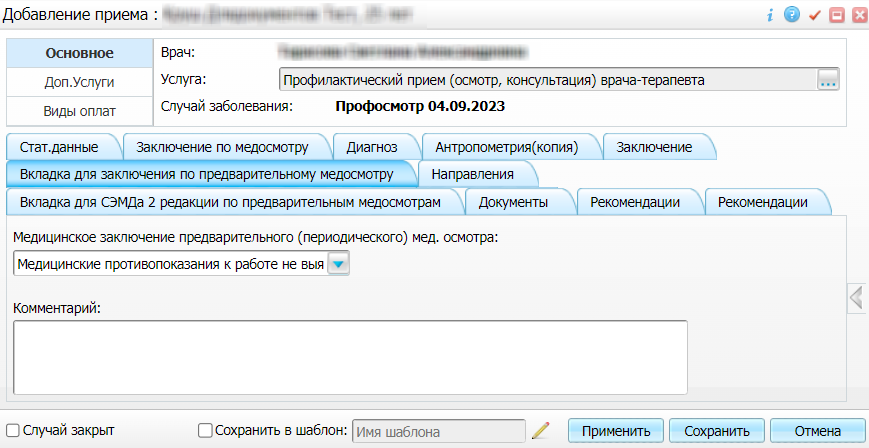 Добавление приема :
Основное
Доп.Услуги
Виды оплат
Врач:
Услуга: Профилактический прием (осмотр, консультация) врача-терапевта ...
Случай заболевания: Профосмотр 04.09.2023
Стат.данные Заключение по медосмотру Диагноз Антропометрия(копия) Заключение
Вкладка для заключения по предварительному медосмотру Направления
Вкладка для СЭМДа 2 редакции по предварительным медосмотрам Документы Рекомендации Рекомендации
Медицинское заключение предварительного (периодического) мед. осмотра:
Медицинские противопоказания к работе не выя
Комментарий:
Случай закрыт Сохранить в шаблон: Имя шаблона Применить Сохранить Отмена